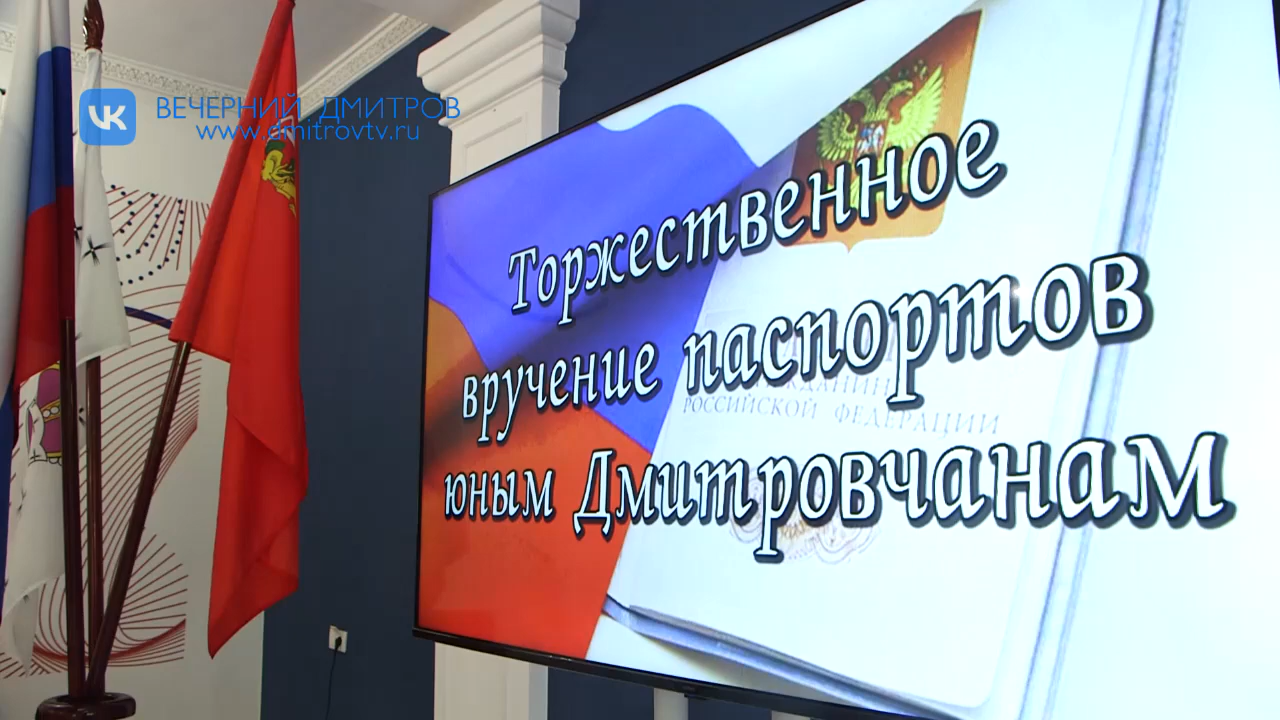 ВЕЧЕРНИЙ ДМИТРОВ
www.dmitrovtv.ru
Торжественное
вручение паспортов
юным Дмитровчанам
РОССИЙСКОЙ ФЕДЕРАЦИИ